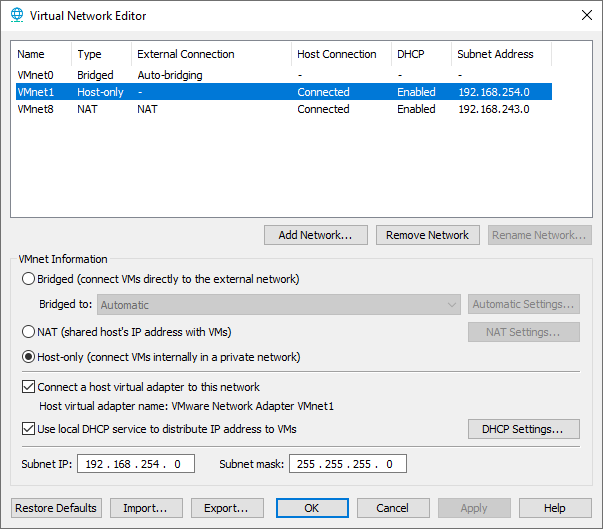 Virtual Network Editor
Name Type External Connection Host Connection DHCP Subnet Address
VMnet0 Bridged Auto-bridging - - -
VMnet1 Host-only - Connected Enabled 192.168.254.0
VMnet8 NAT NAT Connected Enabled 192.168.243.0
Add Network... Remove Network Rename Network...
VMnet Information
Bridged (connect VMs directly to the external network)
Bridged to: Automatic Automatic Settings...
NAT (shared host's IP address with VMs) NAT Settings...
Host-only (connect VMs internally in a private network)
Connect a host virtual adapter to this network
Host virtual adapter name: VMware Network Adapter VMnet1
Use local DHCP service to distribute IP address to VMs DHCP Settings...
Subnet IP: 192 . 168 . 254 . 0 Subnet mask: 255 . 255 . 255 . 0
Restore Defaults Import... Export... OK Cancel Apply Help